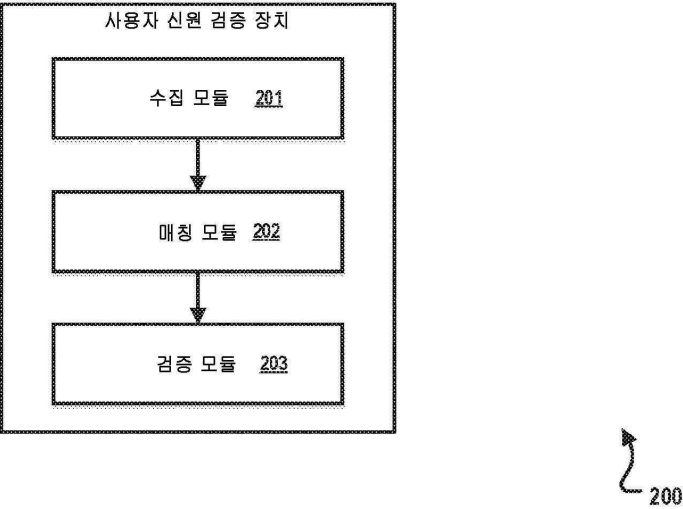 사용자 신원 검증 장치
수집 모듈 201
매칭 모듈 202
검증 모듈 203
200